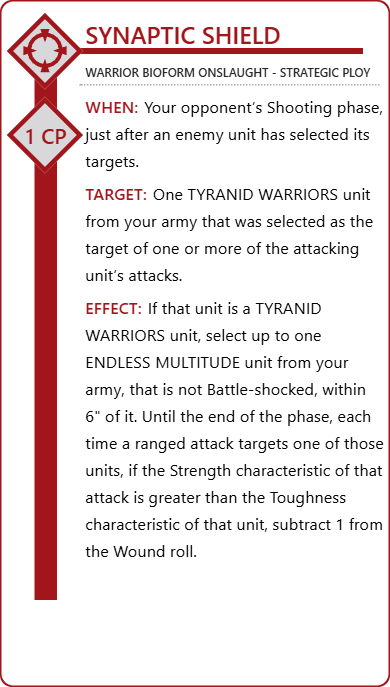 SYNAPTIC SHIELD
WARRIOR BIOFORM ONSLAUGHT - STRATEGIC PLOY
1 CP
WHEN: Your opponent’s Shooting phase,
just after an enemy unit has selected its
targets.
TARGET: One TYRANID WARRIORS unit
from your army that was selected as the
target of one or more of the attacking
unit’s attacks.
EFFECT: If that unit is a TYRANID
WARRIORS unit, select up to one
ENDLESS MULTITUDE unit from your
army, that is not Battle-shocked, within
6" of it. Until the end of the phase, each
time a ranged attack targets one of those
units, if the Strength characteristic of that
attack is greater than the Toughness
characteristic of that unit, subtract 1 from
the Wound roll.